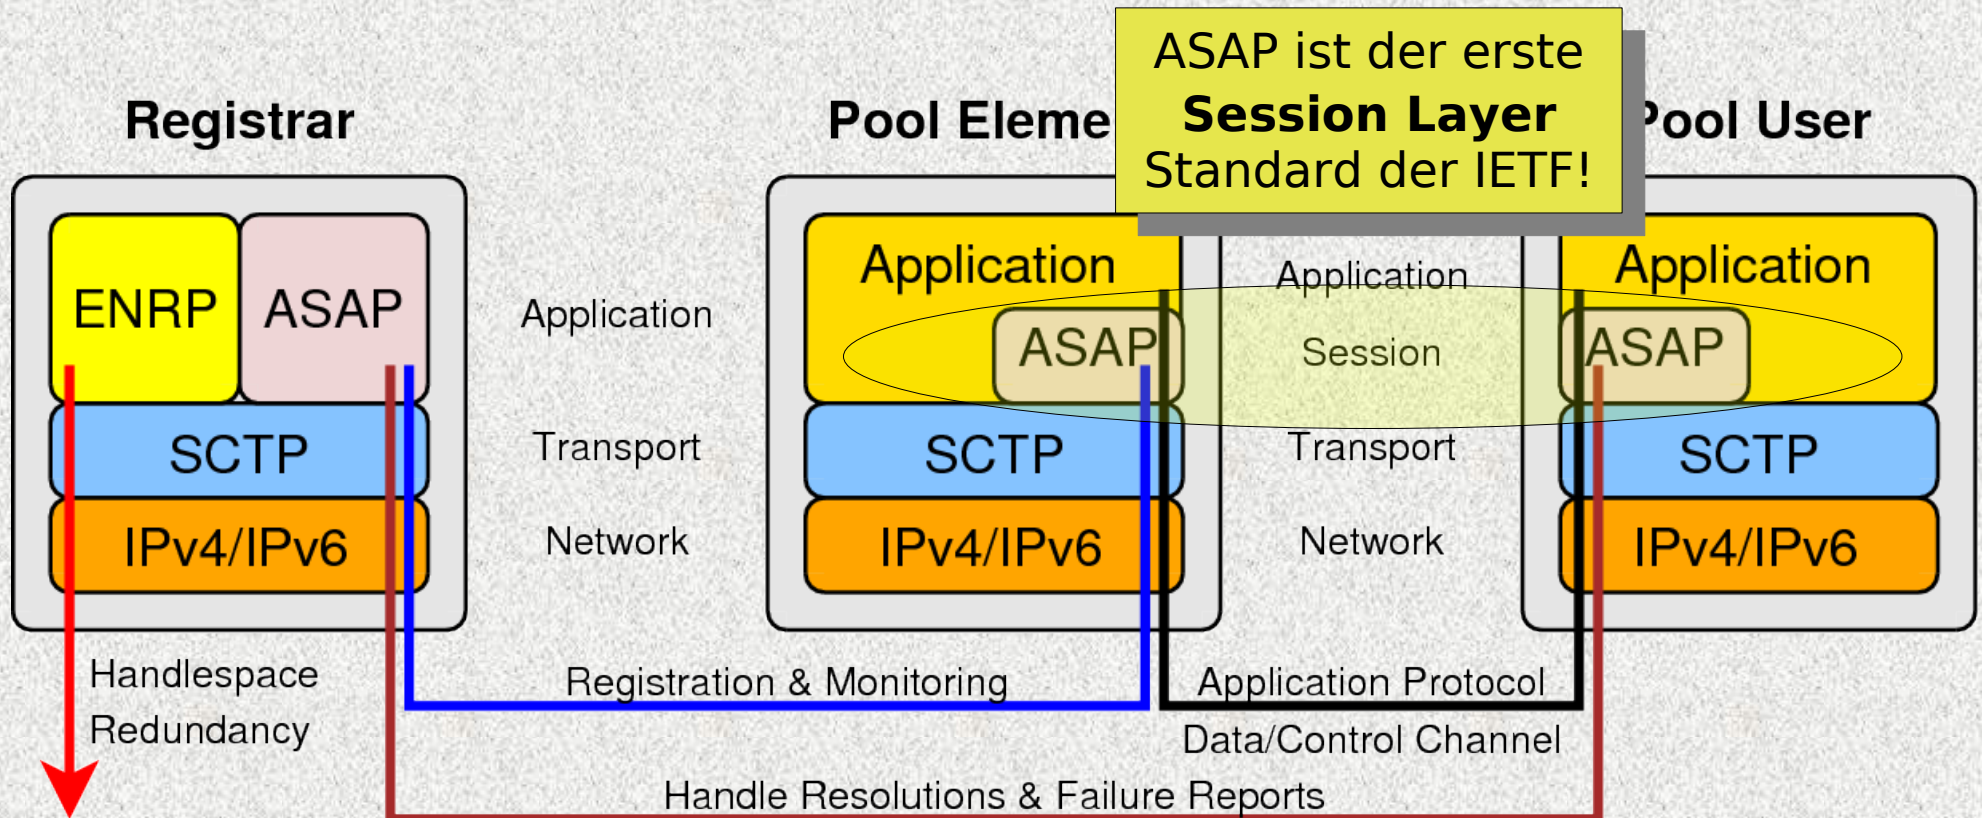 ASAP ist der erste
Session Layer
Standard der IETF!
Registrar
Pool Eleme
Pool User
ENRP
ASAP
SCTP
IPv4/IPv6
Application
Transport
Network
Application
ASAP
SCTP
IPv4/IPv6
Application
Session
Transport
Network
Application
ASAP
SCTP
IPv4/IPv6
Handlespace
Redundancy
Registration & Monitoring
Application Protocol
Data/Control Channel
Handle Resolutions & Failure Reports